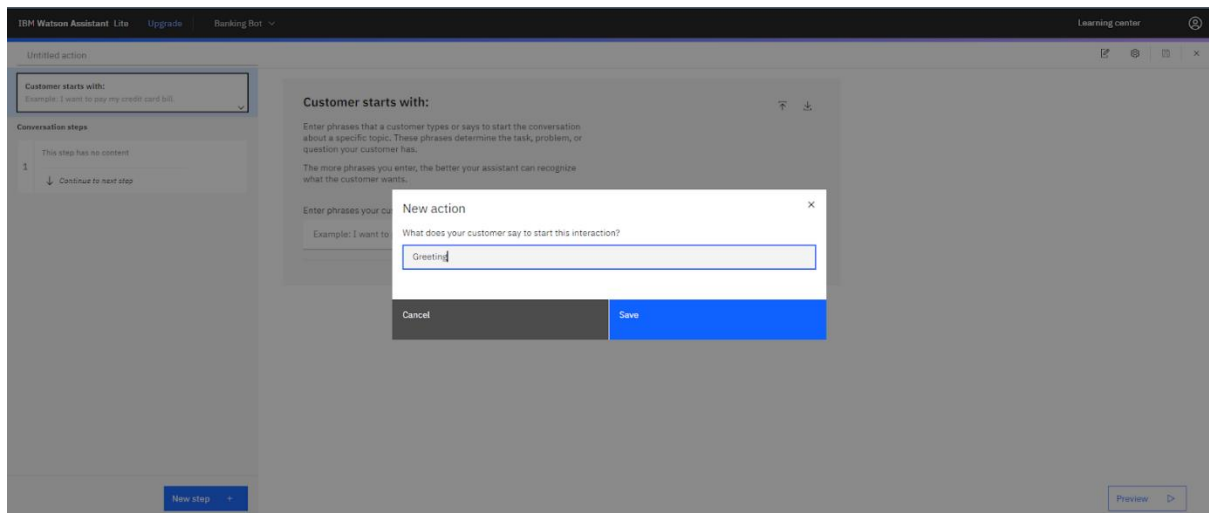 IBM Watson Assistant Lite Upgrade Banking Bot Learning center
Untitled action
Customer starts with:
Example: I want to pay my credit card bill.
Conversation steps
1
This step has no content
Continue to next step
New step +
Customer starts with:
Enter phrases that a customer types or says to start the conversation
about a specific topic. These phrases determine the task, problem, or
question your customer has.
The more phrases you enter, the better your assistant can recognize
what the customer wants.
Enter phrases your cu
Example: I want to
New action
What does your customer say to start this interaction?
Greeting
Cancel Save
Preview